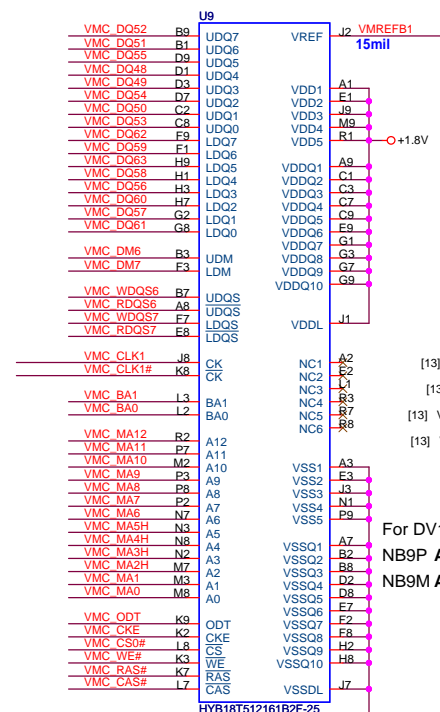 U9
VMC_DQ52 B9 UDQ7 VREF J2 VMREFB1
VMC_DQ51 B1 UDQ6 15mil
VMC_DQ55 D9 UDQ5
VMC_DQ48 D1 UDQ4
VMC_DQ49 D3 UDQ3 VDD1 A1
VMC_DQ54 D7 UDQ2 VDD2 E1
VMC_DQ50 C2 UDQ1 VDD3 J9
VMC_DQ53 C8 UDQ0 VDD4 M9
VMC_DQ62 F9 LDQ7 VDD5 R1 +1.8V
VMC_DQ59 F1 LDQ6
VMC_DQ63 H9 LDQ5 VDDQ1 A9
VMC_DQ58 H1 LDQ4 VDDQ2 C1
VMC_DQ56 H3 LDQ3 VDDQ3 C3
VMC_DQ60 H7 LDQ2 VDDQ4 C7
VMC_DQ57 G2 LDQ1 VDDQ5 C9
VMC_DQ61 G8 LDQ0 VDDQ6 E9
VDDQ7 G1
VMC_DM6 B3 UDM VDDQ8 G3
VMC_DM7 F3 LDM VDDQ9 G7
VDDQ10 G9
VMC_WDQS6 B7 UDQS
VMC_RDQS6 A8 UDQS
VMC_WDQS7 F7 LDQS VDDL J1
VMC_RDQS7 E8 LDQS
VMC_CLK1 J8 CK NC1 A2 [13]
VMC_CLK1# K8 CK NC2 E2
NC3 L1 [13
VMC_BA1 L3 BA1 NC4 R3
VMC_BA0 L2 BA0 NC5 R7 [13] V
NC6 R8
VMC_MA12 R2 A12 [13]
VMC_MA11 P7 A11
VMC_MA10 M2 A10 VSS1 A3
VMC_MA9 P3 A9 VSS2 E3
VMC_MA8 P8 A8 VSS3 J3
VMC_MA7 P2 A7 VSS4 N1
VMC_MA6 N7 A6 VSS5 P9
VMC_MA5H N3 A5 For DV1
VMC_MA4H N8 A4 VSSQ1 A7
VMC_MA3H N2 A3 VSSQ2 B2 NB9P A
VMC_MA2H M7 A2 VSSQ3 B8
VMC_MA1 M3 A1 VSSQ4 D2 NB9M A
VMC_MA0 M8 A0 VSSQ5 D8
VSSQ6 E7
VMC_ODT K9 ODT VSSQ7 F2
VMC_CKE K2 CKE VSSQ8 F8
VMC_CS0# L8 CS VSSQ9 H2
VMC_WE# K3 WE VSSQ10 H8
VMC_RAS# K7 RAS
VMC_CAS# L7 CAS VSSDL J7
HYB18T512161B2F-25